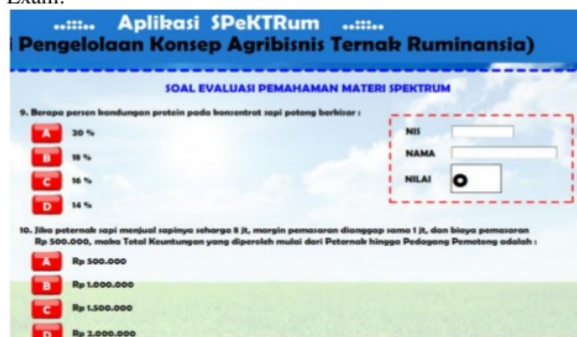 Exam.
..:::.. Aplikasi SPeKTRum ..:::..
i Pengelolaan Konsep Agribisnis Ternak Ruminansia)
SOAL EVALUASI PEMAHAMAN MATERI SPEKTRUM
9. Berapa persen kandungan protein pada konsentrat sapi potong berkisar :
A 20 %
B 18 %
C 16 %
D 14 %
NIS
NAMA
NILAI 0
10. Jika peternak sapi menjual sapinya seharga 8 jt, margin pemasaran dianggap sama 1 jt, dan biaya pemasaran
Rp 500.000, maka Total Keuntungan yang diperoleh mulai dari Peternak hingga Pedagang Pemotong adalah :
A Rp 500.000
B Rp 1.000.000
C Rp 1.500.000
D Rp 2.000.000